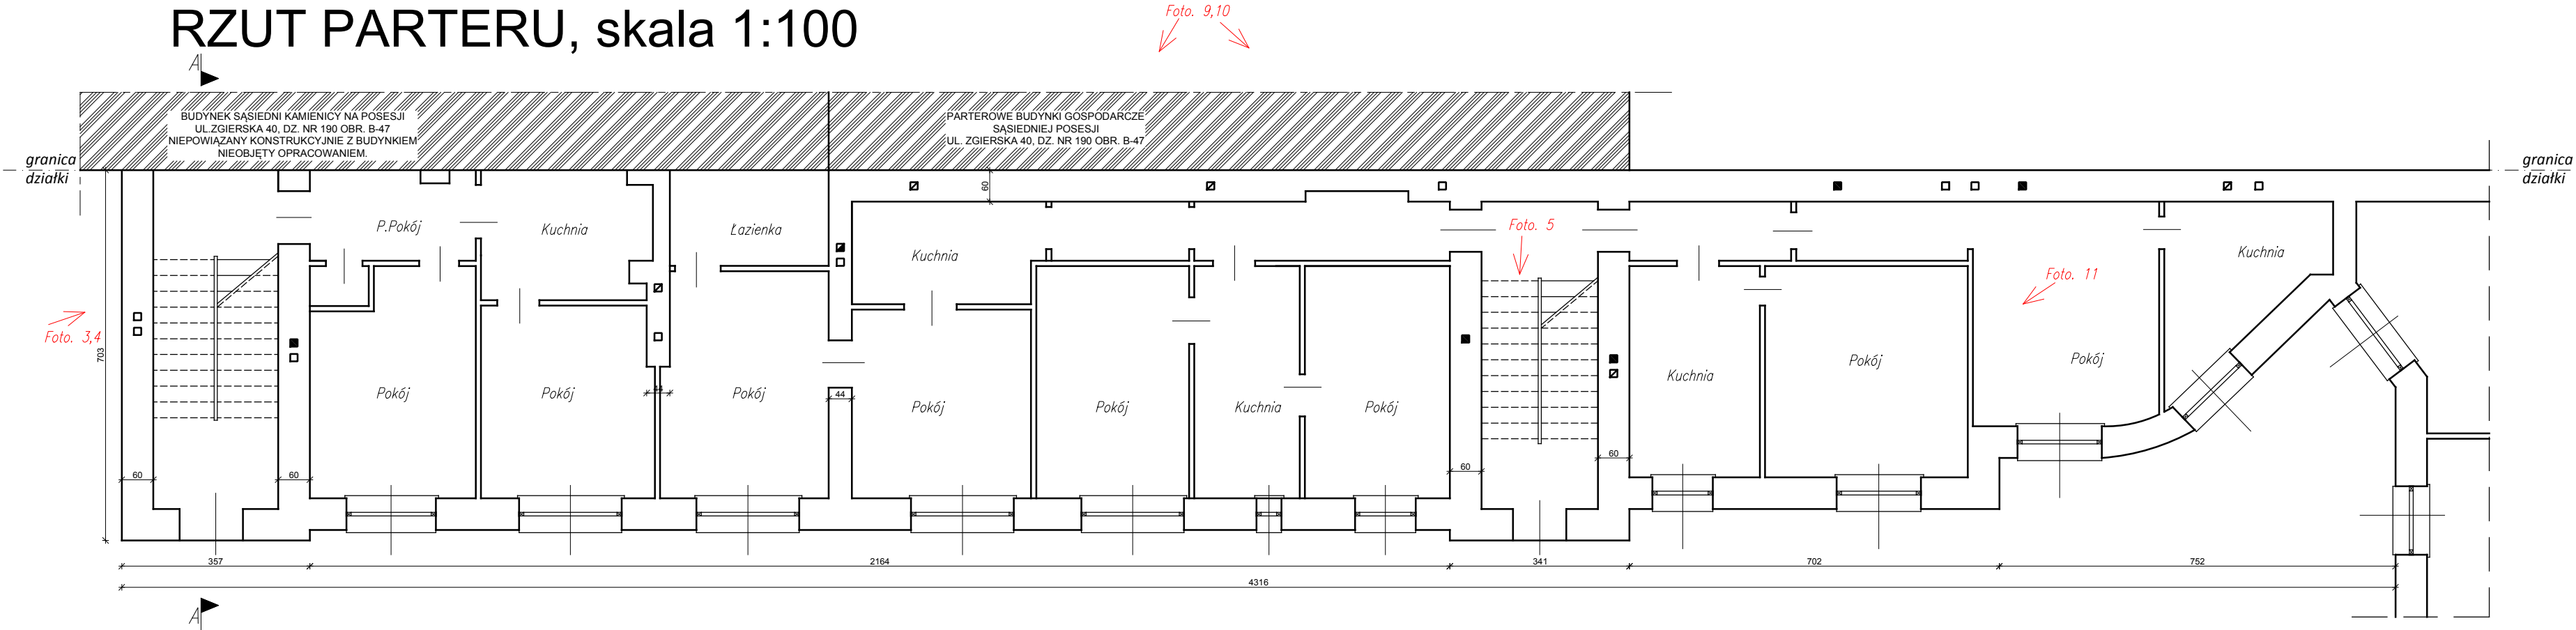 RZUT PARTERU, skala 1:100
Foto. 9,10
A
BUDYNEK SĄSIEDNI KAMIENICY NA POSESJI
UL.ZGIERSKA 40, DZ. NR 190 OBR. B-47
NIEPOWIĄZANY KONSTRUKCYJNIE Z BUDYNKIEM
NIEOBJĘTY OPRACOWANIEM.
PARTEROWE BUDYNKI GOSPODARCZE
SĄSIEDNIEJ POSESJI
UL. ZGIERSKA 40, DZ. NR 190 OBR. B-47
granica
działki
granica
działki
60
P.Pokój
Kuchnia
Łazienka
Kuchnia
Foto. 5
Kuchnia
Foto. 11
Foto. 3,4
703
Pokój
Pokój
44
Pokój
44
Pokój
Pokój
Kuchnia
Pokój
Kuchnia
Pokój
Pokój
60
60
60
60
357
2164
341
702
752
4316
A